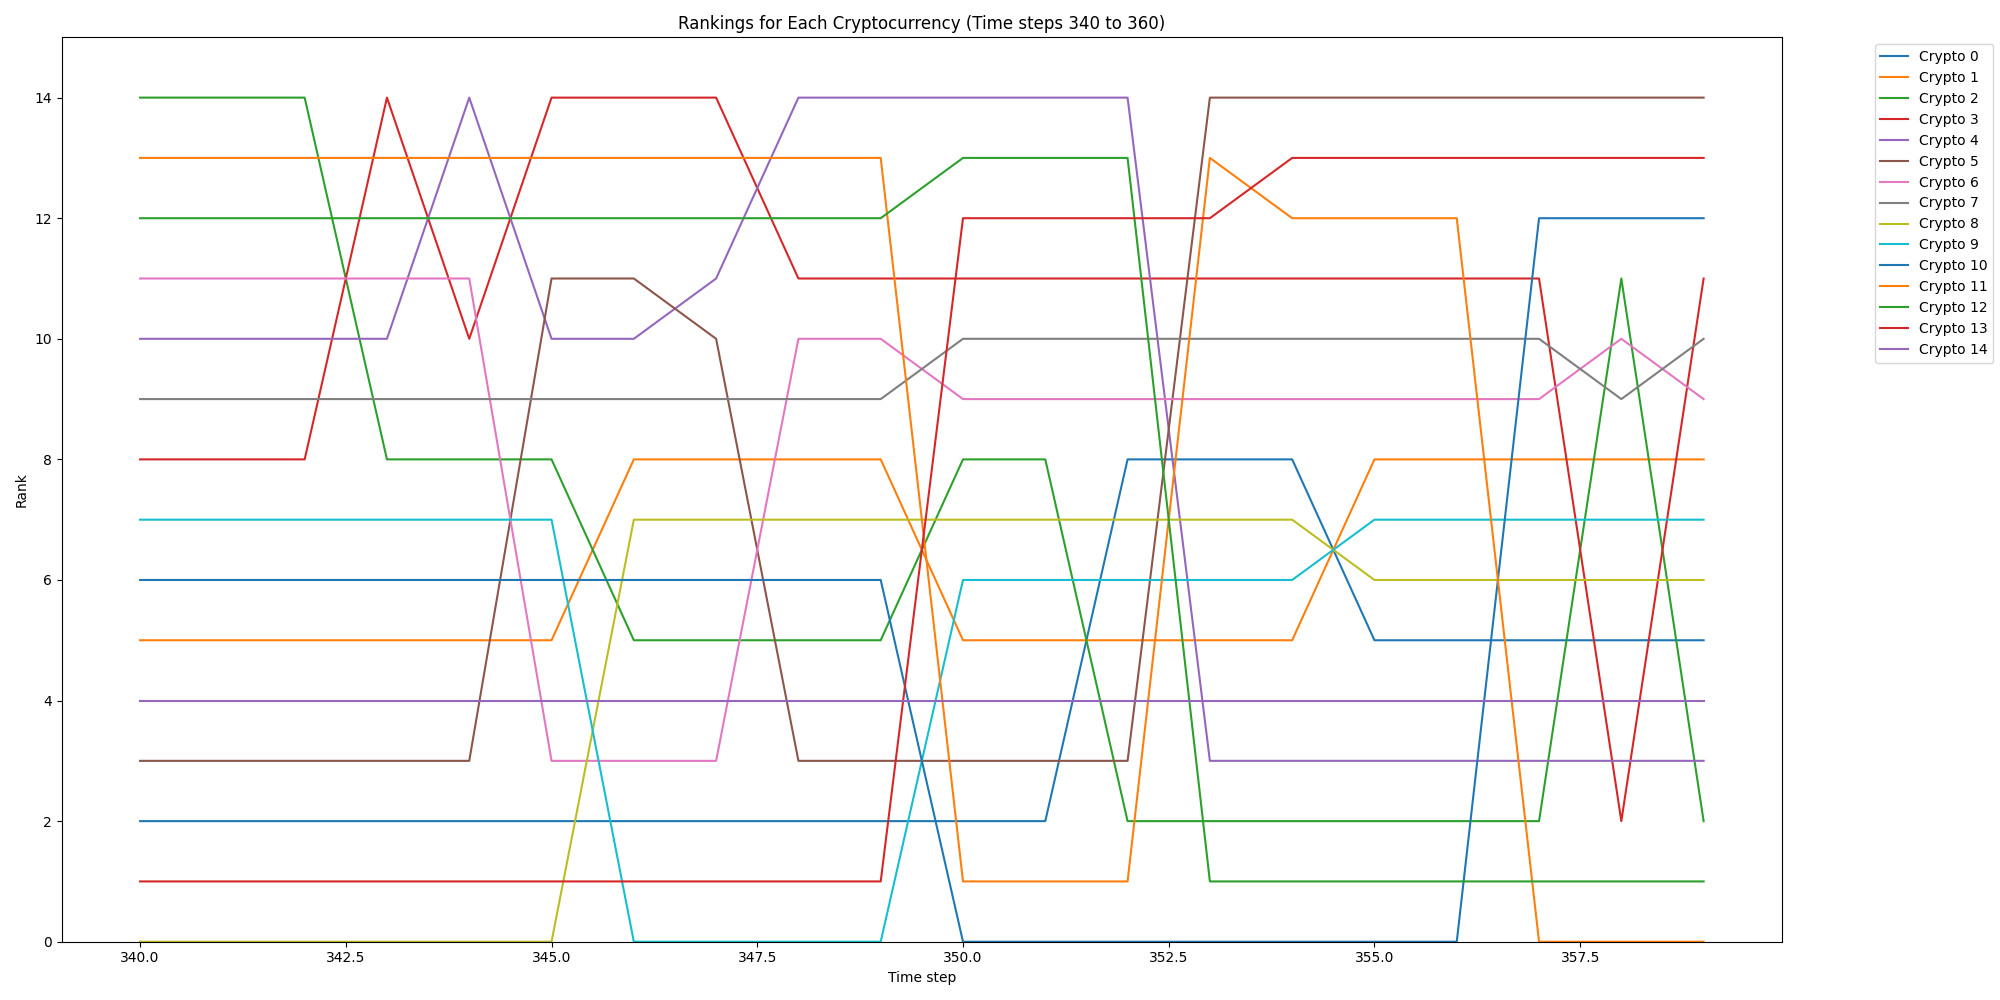 Rankings for Each Cryptocurrency (Time steps 340 to 360)
Crypto 0
Crypto 1
Crypto 2
Crypto 3
Crypto 4
Crypto 5
Crypto 6
Crypto 7
Crypto 8
Crypto 9
Crypto 10
Crypto 11
Crypto 12
Crypto 13
Crypto 14
Rank
14
12
10
8
6
4
2
0
340.0 342.5 345.0 347.5 350.0 352.5 355.0 357.5
Time step